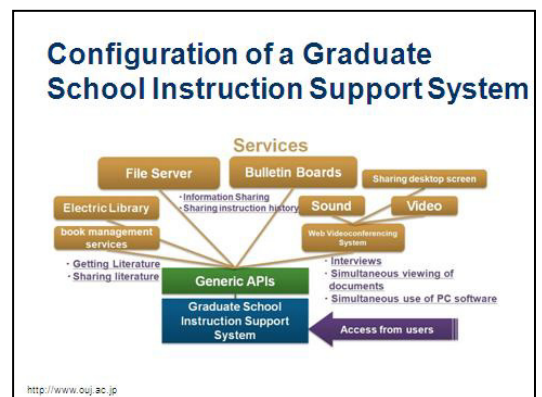 Configuration of a Graduate
School Instruction Support System
Services
File Server
Bulletin Boards
Sharing desktop screen
・Information Sharing
・Sharing instruction history
Electric Library
Sound
Video
book management
services
Web Videoconferencing
System
・Getting Literature
・Sharing literature
・Interviews
・Simultaneous viewing of
documents
・Simultaneous use of PC software
Generic APIs
Graduate School
Instruction Support
System
Access from users
http://www.ouj.ac.jp